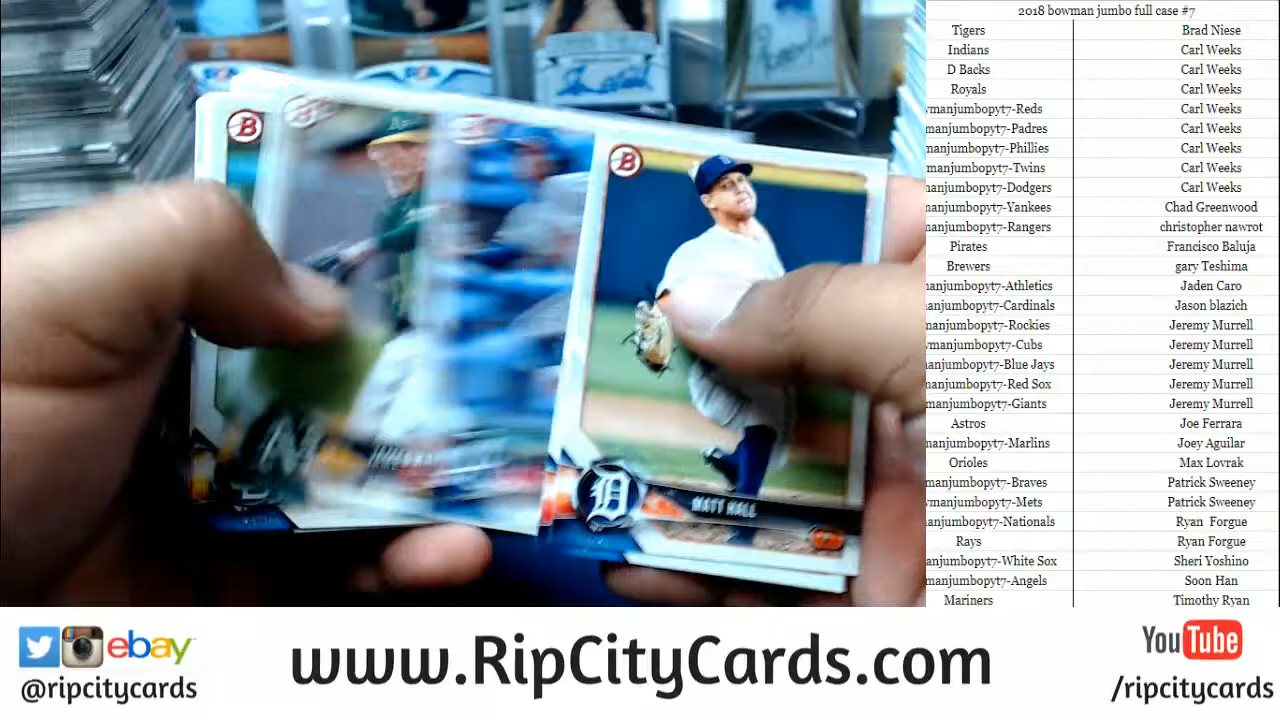 2018 bowman jumbo full case #7
Tigers Brad Niese
Indians Carl Weeks
D Backs Carl Weeks
Royals Carl Weeks
wmanjumbopyt7-Reds Carl Weeks
manjumbopyt7-Padres Carl Weeks
manjumbopyt7-Phillies Carl Weeks
manjumbopyt7-Twins Carl Weeks
manjumbopyt7-Dodgers Carl Weeks
manjumbopyt7-Yankees Chad Greenwood
manjumbopyt7-Rangers christopher nawrot
Pirates Francisco Baluja
Brewers gary Teshima
manjumbopyt7-Athletics Jaden Caro
manjumbopyt7-Cardinals Jason blazich
manjumbopyt7-Rockies Jeremy Murrell
wmanjumbopyt7-Cubs Jeremy Murrell
manjumbopyt7-Blue Jays Jeremy Murrell
manjumbopyt7-Red Sox Jeremy Murrell
manjumbopyt7-Giants Jeremy Murrell
Astros Joe Ferrara
manjumbopyt7-Marlins Joey Aguilar
Orioles Max Lovrak
manjumbopyt7-Braves Patrick Sweeney
wmanjumbopyt7-Mets Patrick Sweeney
anjumbopyt7-Nationals Ryan Forgue
Rays Ryan Forgue
anjumbopyt7-White Sox Sheri Yoshino
manjumbopyt7-Angels Soon Han
Mariners Timothy Ryan
B
B
D
MATT HALL
ebay
@ripcitycards
www.RipCityCards.com
YouTube
/ripcitycards